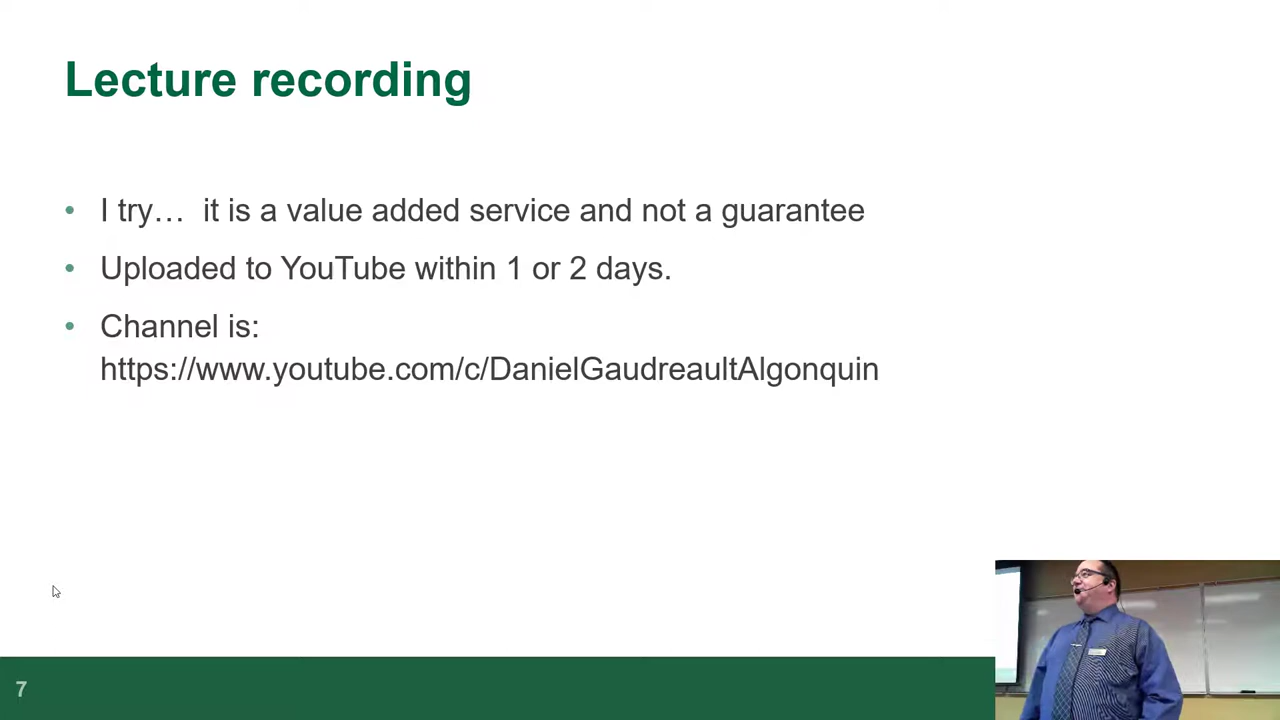 Lecture recording
• I try… it is a value added service and not a guarantee
• Uploaded to YouTube within 1 or 2 days.
• Channel is:
https://www.youtube.com/c/DanielGaudreaultAlgonquin
7